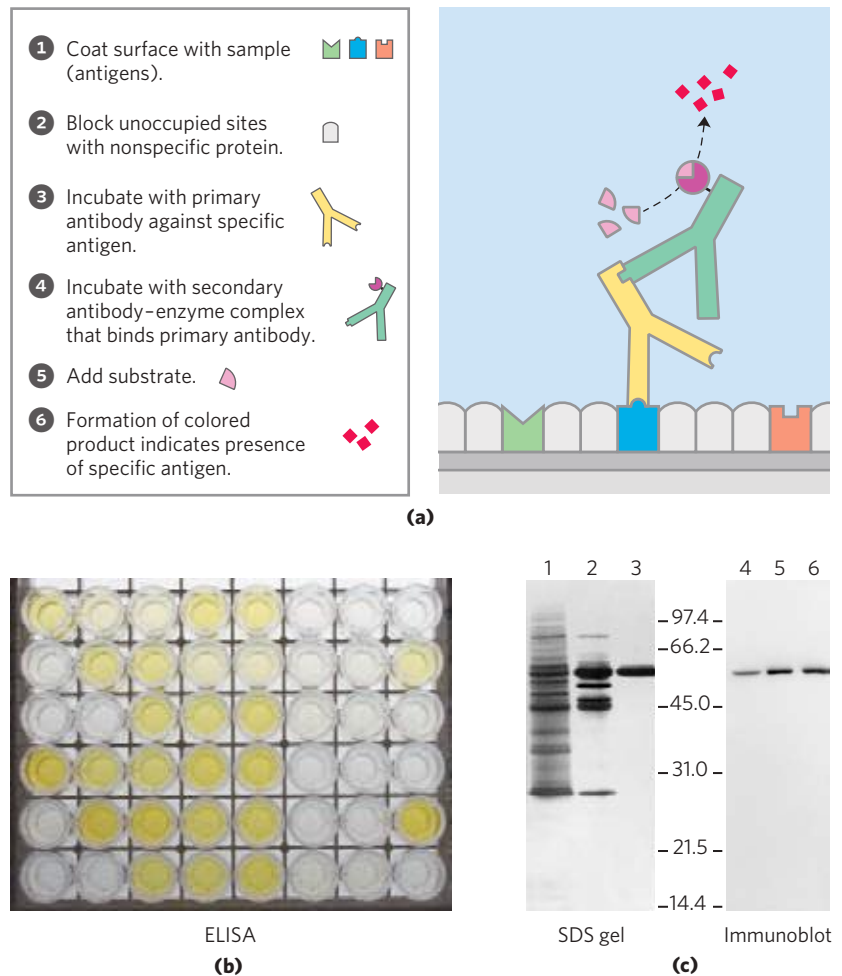 1 Coat surface with sample
(antigens).
2 Block unoccupied sites
with nonspecific protein.
3 Incubate with primary
antibody against specific
antigen.
4 Incubate with secondary
antibody–enzyme complex
that binds primary antibody.
5 Add substrate.
6 Formation of colored
product indicates presence
of specific antigen.
(a)
ELISA
(b)
1 2 3
4 5 6
97.4
66.2
45.0
31.0
21.5
14.4
SDS gel
Immunoblot
(c)